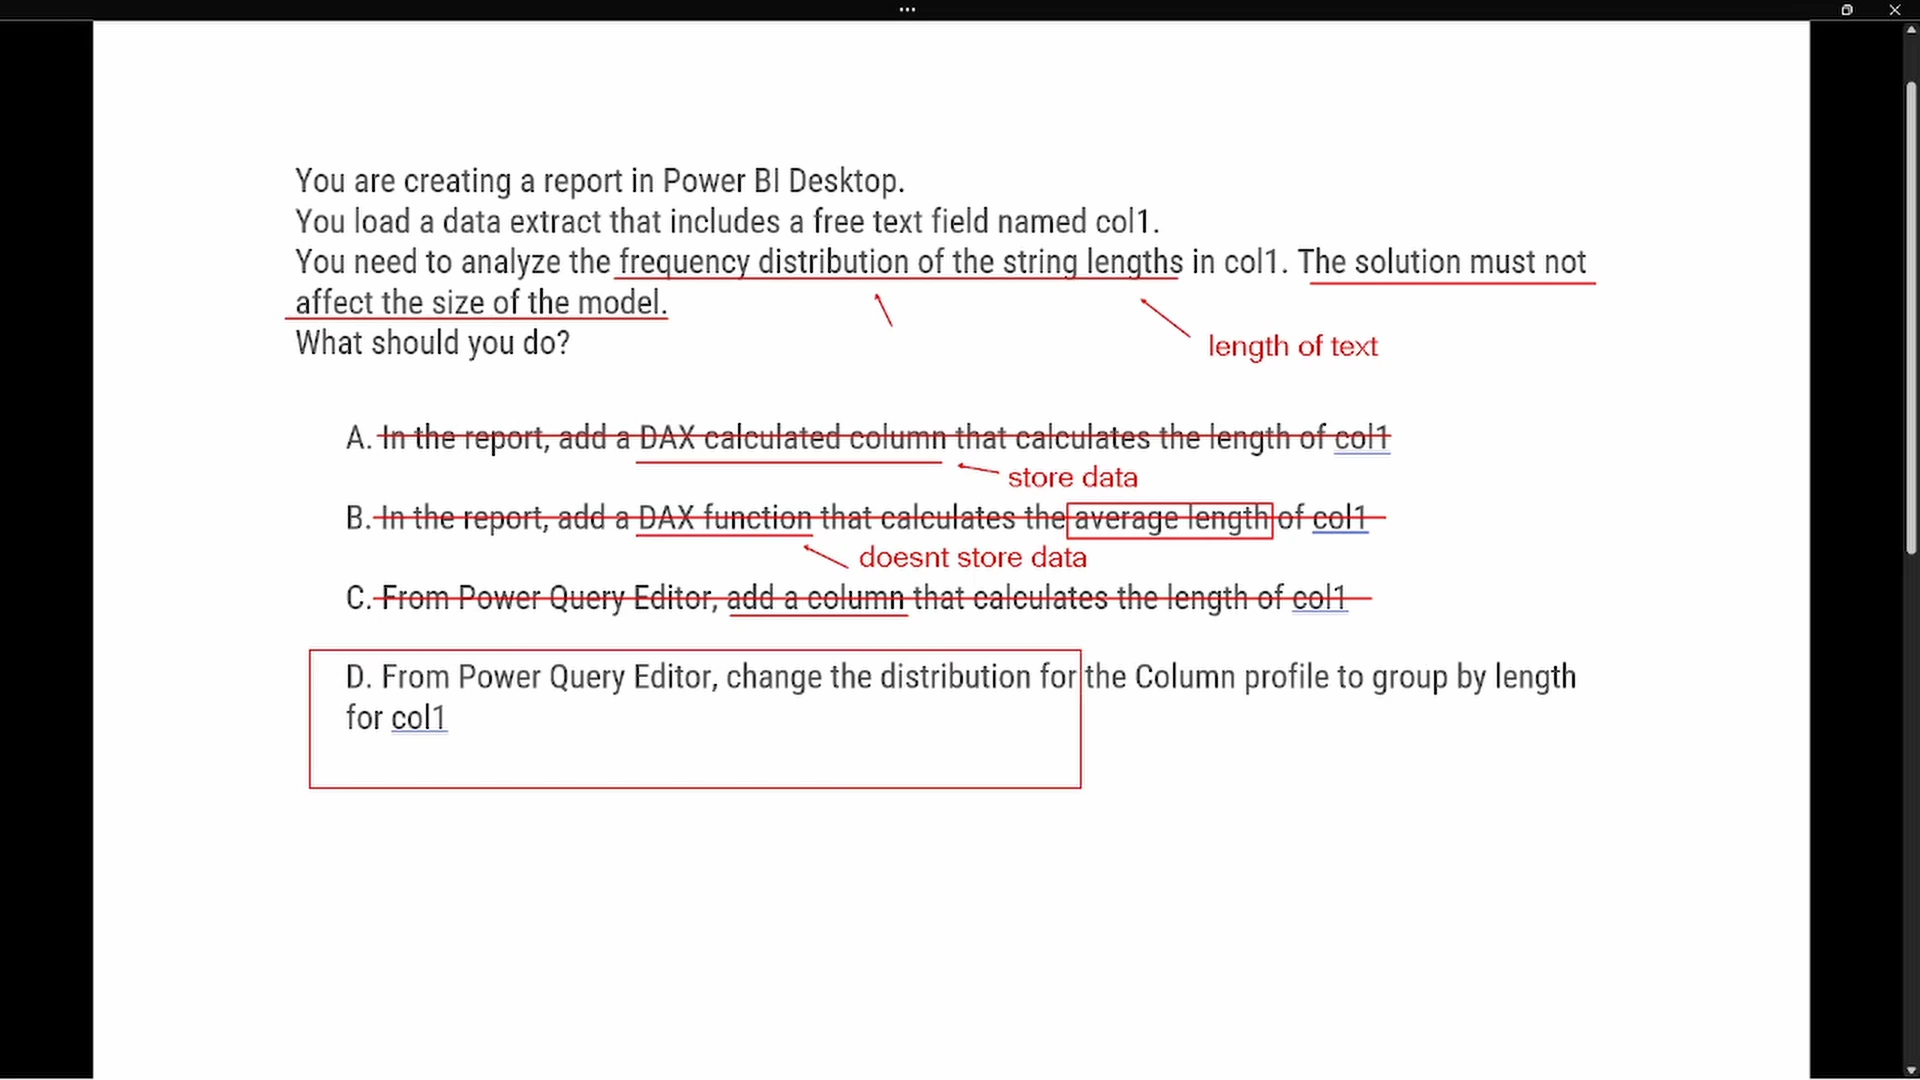 You are creating a report in Power BI Desktop.
You load a data extract that includes a free text field named col1.
You need to analyze the frequency distribution of the string lengths in col1. The solution must not
affect the size of the model.
What should you do?
length of text
A. In the report, add a DAX calculated column that calculates the length of col1
store data
B. In the report, add a DAX function that calculates the average length of col1
doesnt store data
C. From Power Query Editor, add a column that calculates the length of col1
D. From Power Query Editor, change the distribution for the Column profile to group by length
for col1